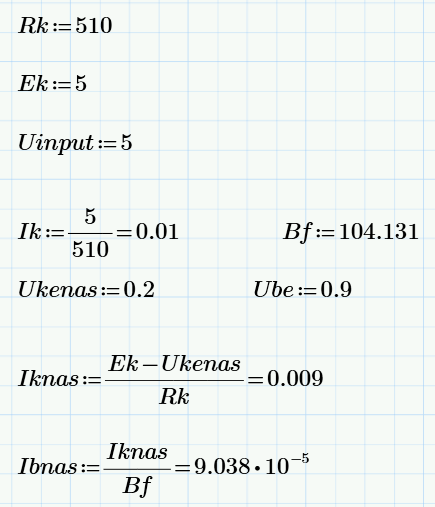 Rk:=510
Ek:=5
Uinput:=5
Ik:=5/510=0.01 Bf:=104.131
Ukenas:=0.2 Ube:=0.9
Iknas:=(Ek−Ukenas)/Rk=0.009
Ibnas:=Iknas/Bf=9.038•10⁻⁵